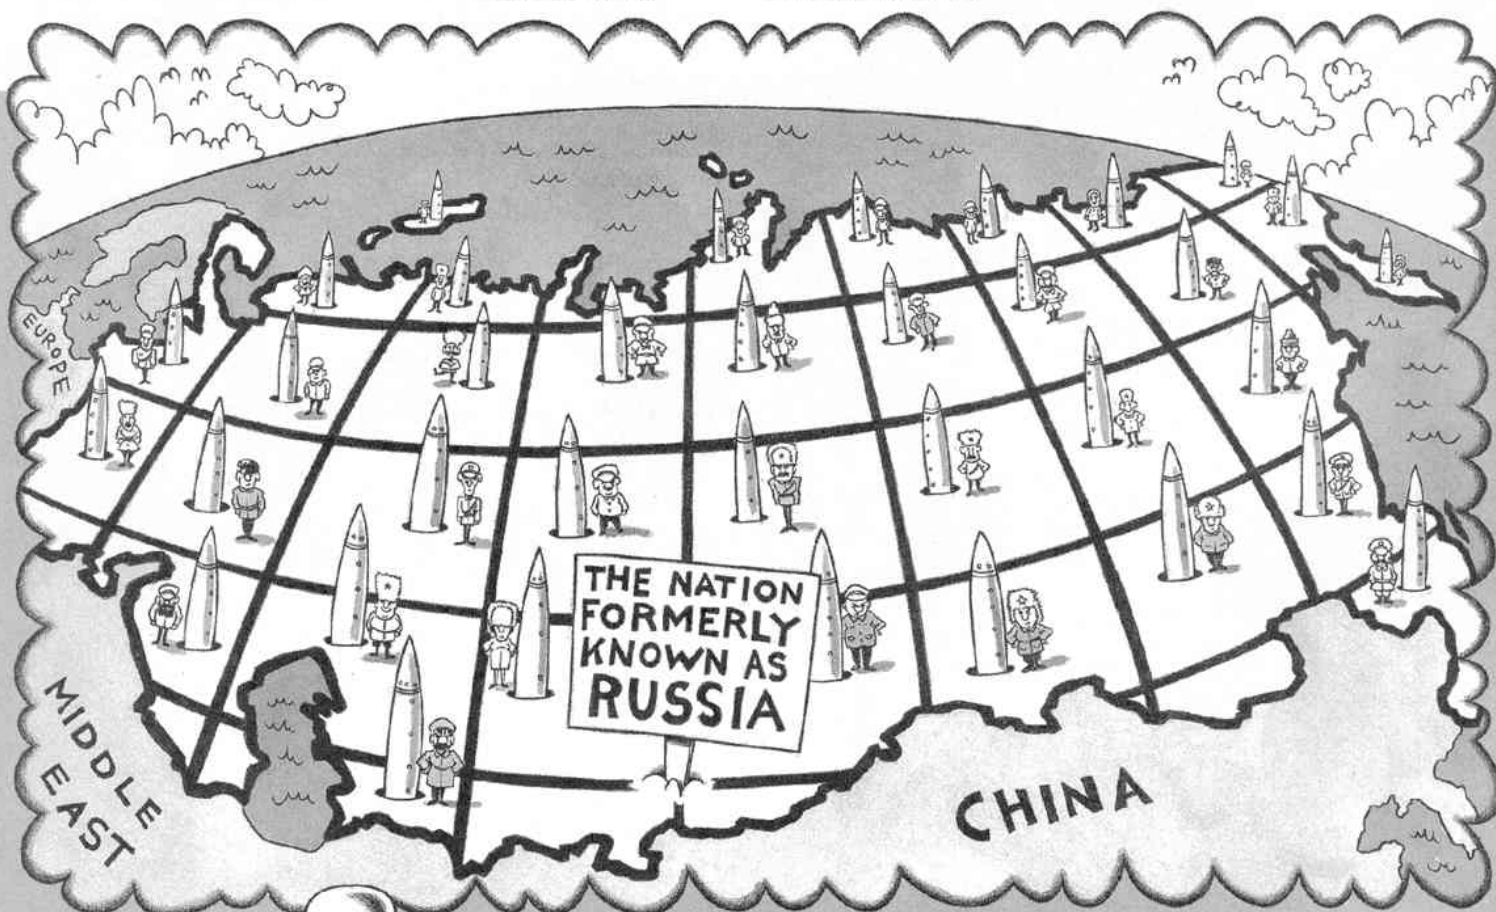 EUROPE
THE NATION
FORMERLY
KNOWN AS
RUSSIA
MIDDLE
EAST
CHINA